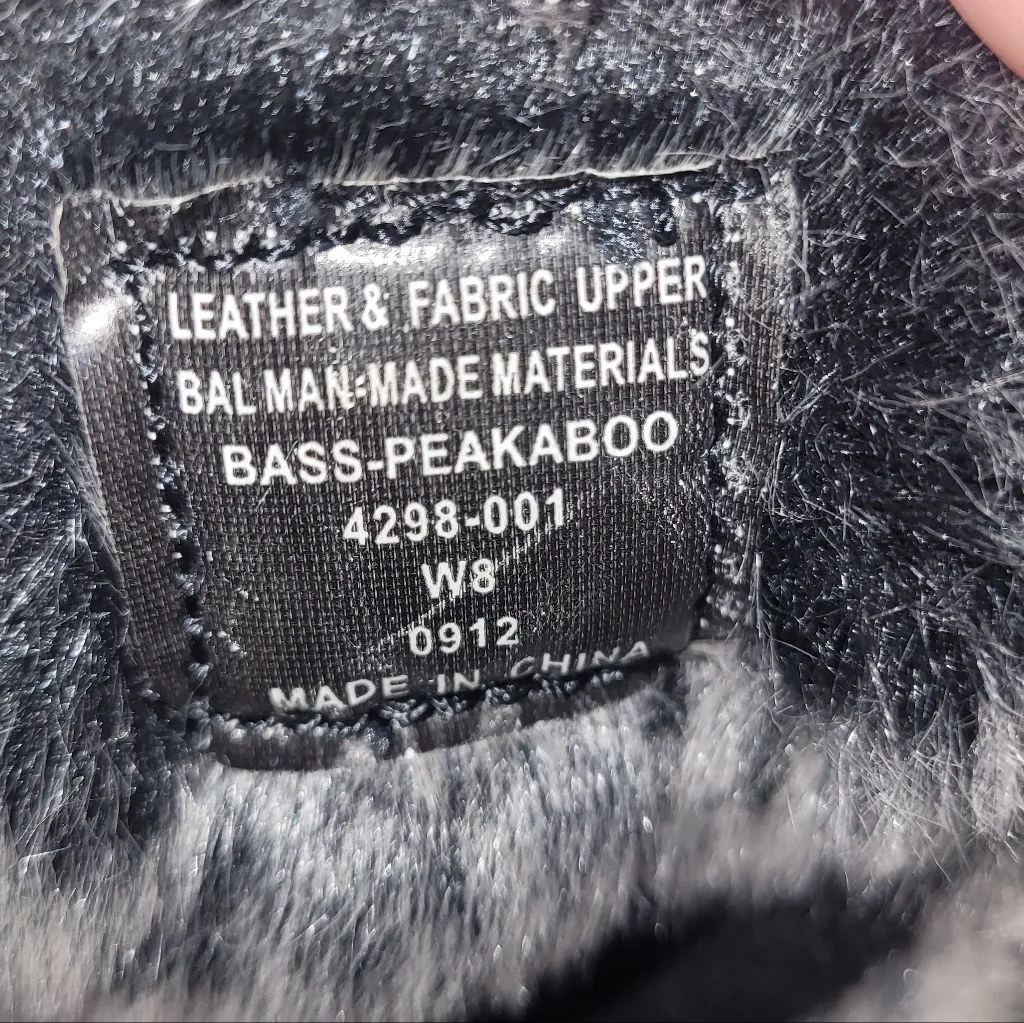 LEATHER & FABRIC UPPER
BAL MAN-MADE MATERIALS
BASS-PEAKABOO
4298-001
W8
0912
MADE IN CHINA